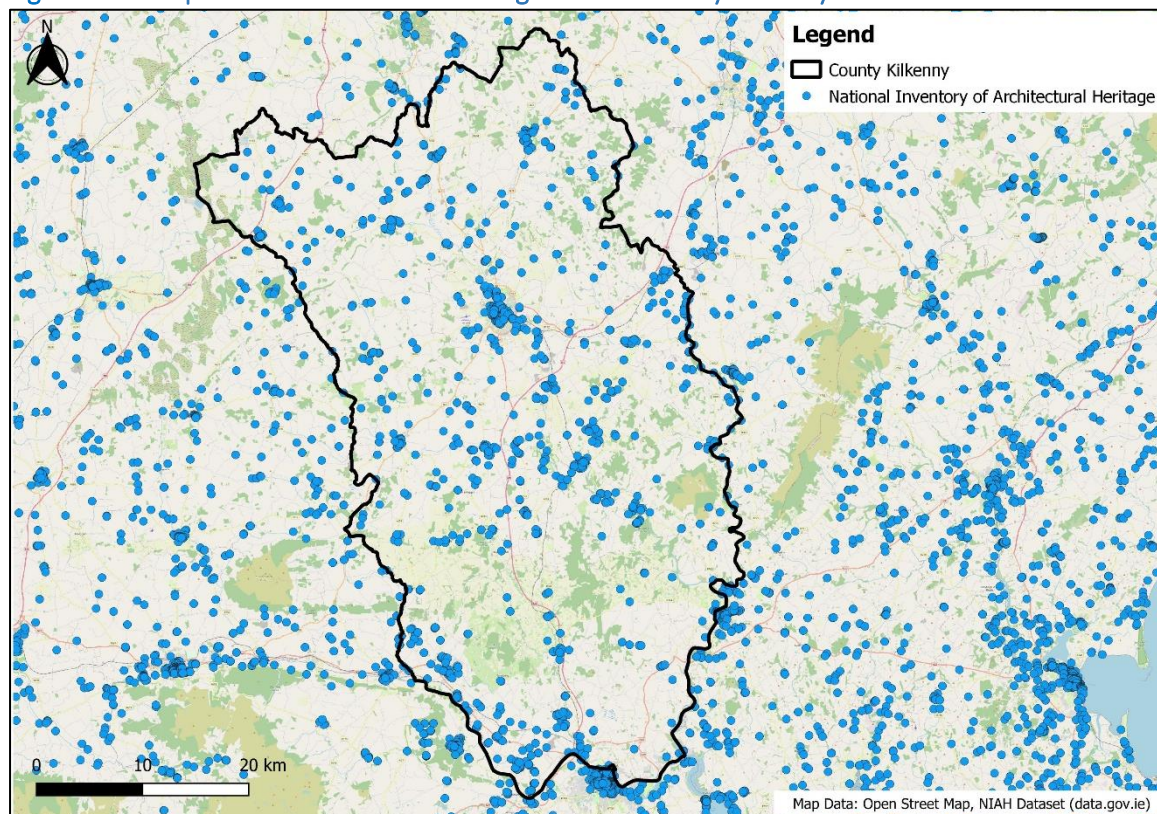 N
Legend
County Kilkenny
National Inventory of Architectural Heritage
0 10 20 km
Map Data: Open Street Map, NIAH Dataset (data.gov.ie)